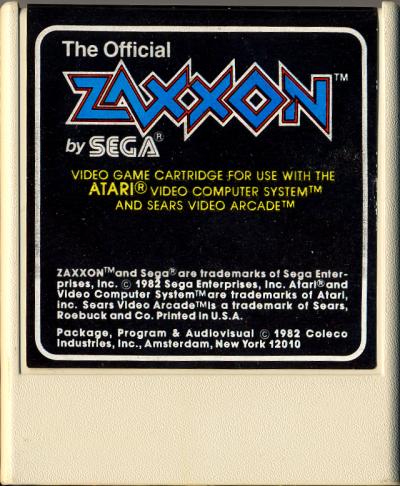 The Official
ZAXXON™
by SEGA®
VIDEO GAME CARTRIDGE FOR USE WITH THE
ATARI® VIDEO COMPUTER SYSTEM™
AND SEARS VIDEO ARCADE™
ZAXXON™ and Sega® are trademarks of Sega Enter-
prises, Inc. © 1982 Sega Enterprises, Inc. Atari® and
Video Computer System™ are trademarks of Atari,
inc. Sears Video Arcade™ is a trademark of Sears,
Roebuck and Co. Printed in U.S.A.
Package, Program & Audiovisual © 1982 Coleco
Industries, Inc., Amsterdam, New York 12010